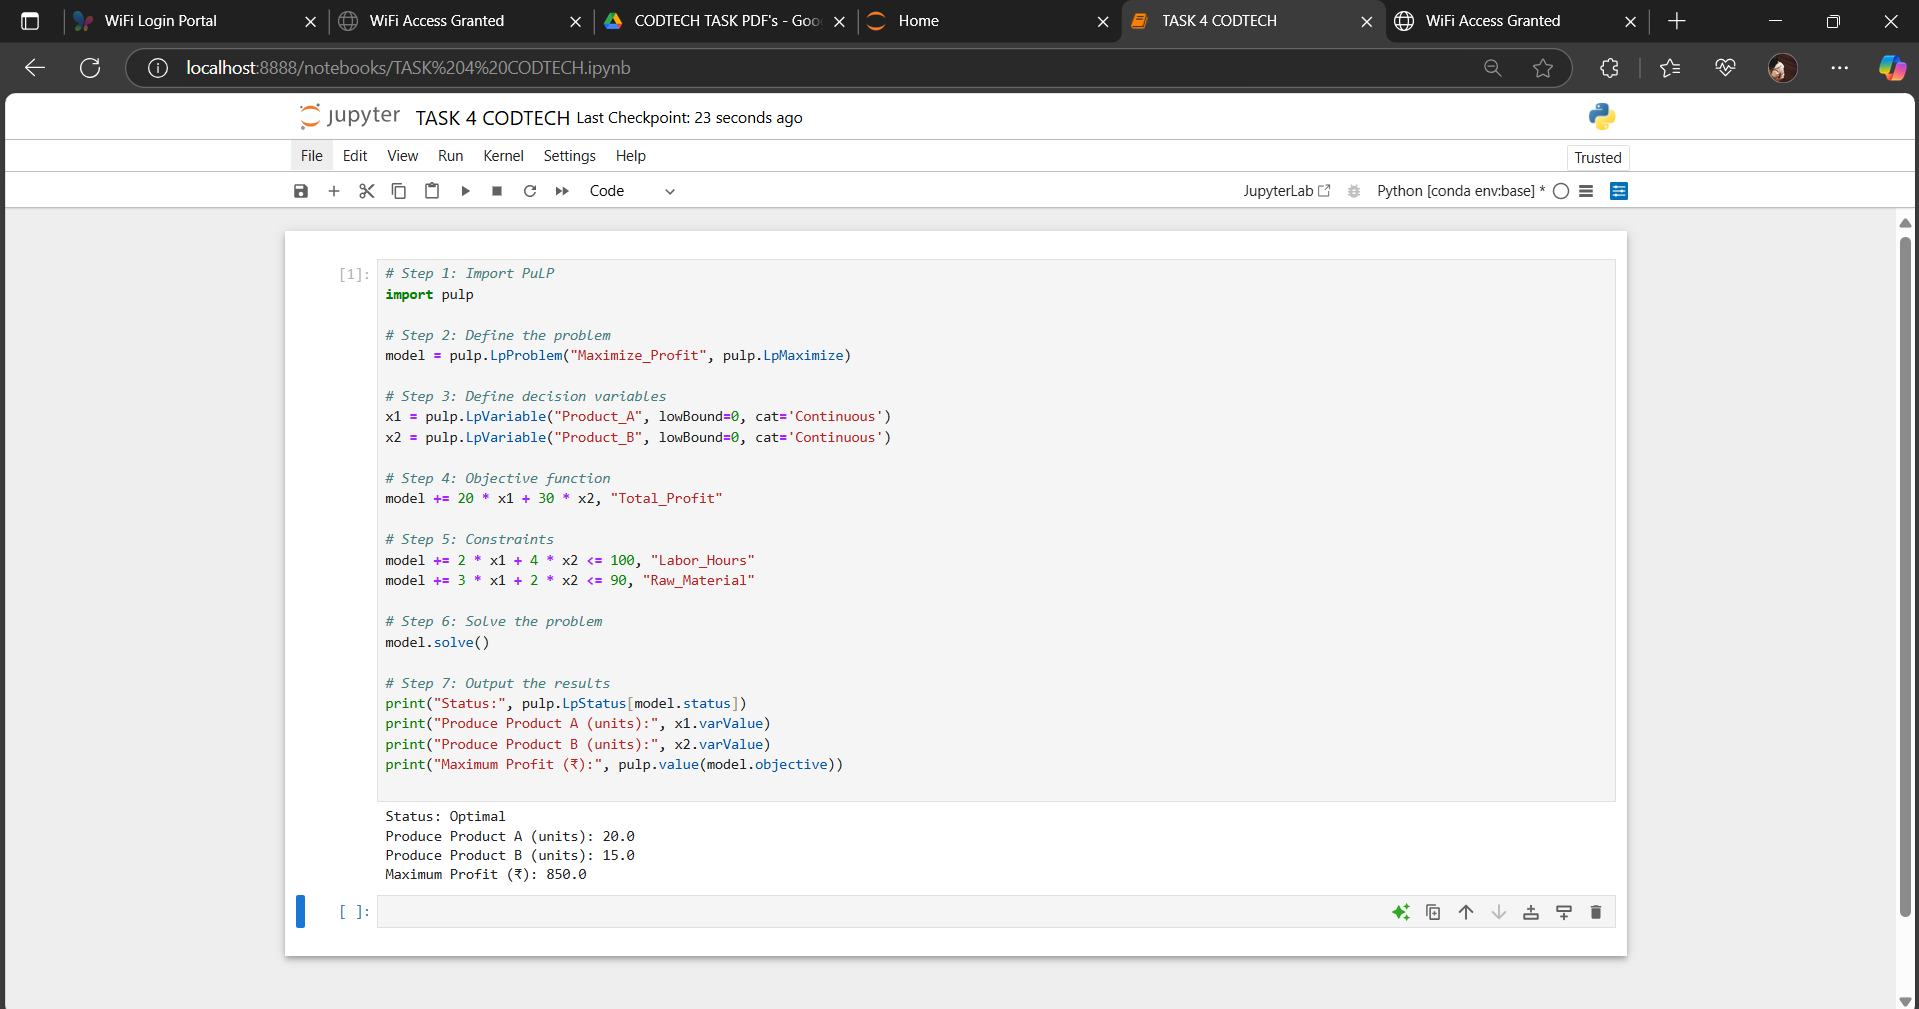 WiFi Login Portal
WiFi Access Granted
CODTECH TASK PDF's - Goo
Home
TASK 4 CODTECH
WiFi Access Granted
localhost:8888/notebooks/TASK%204%20CODTECH.ipynb
jupyter TASK 4 CODTECH Last Checkpoint: 23 seconds ago
File Edit View Run Kernel Settings Help
Trusted
Code
JupyterLab
Python [conda env:base] *
[1]:
# Step 1: Import PuLP
import pulp
# Step 2: Define the problem
model = pulp.LpProblem("Maximize_Profit", pulp.LpMaximize)
# Step 3: Define decision variables
x1 = pulp.LpVariable("Product_A", lowBound=0, cat='Continuous')
x2 = pulp.LpVariable("Product_B", lowBound=0, cat='Continuous')
# Step 4: Objective function
model += 20 * x1 + 30 * x2, "Total_Profit"
# Step 5: Constraints
model += 2 * x1 + 4 * x2 <= 100, "Labor_Hours"
model += 3 * x1 + 2 * x2 <= 90, "Raw_Material"
# Step 6: Solve the problem
model.solve()
# Step 7: Output the results
print("Status:", pulp.LpStatus[model.status])
print("Produce Product A (units):", x1.varValue)
print("Produce Product B (units):", x2.varValue)
print("Maximum Profit (₹):", pulp.value(model.objective))
Status: Optimal
Produce Product A (units): 20.0
Produce Product B (units): 15.0
Maximum Profit (₹): 850.0
[ ]: